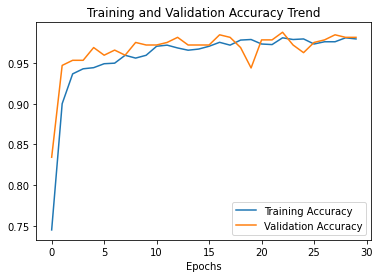 Training and Validation Accuracy Trend
0.95
0.90
0.85
0.80
0.75
0 5 10 15 20 25 30
Epochs
Training Accuracy
Validation Accuracy